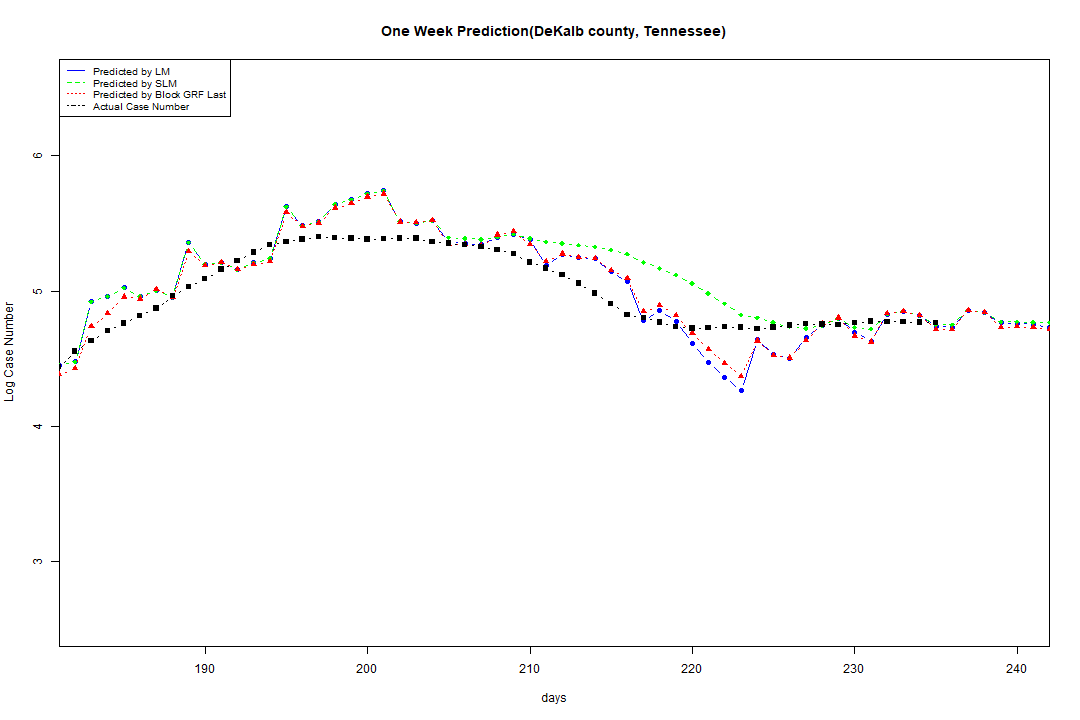 One Week Prediction(DeKalb county, Tennessee)
Predicted by LM
Predicted by SLM
Predicted by Block GRF Last
Actual Case Number
6
5
4
3
Log Case Number
190 200 210 220 230 240
days